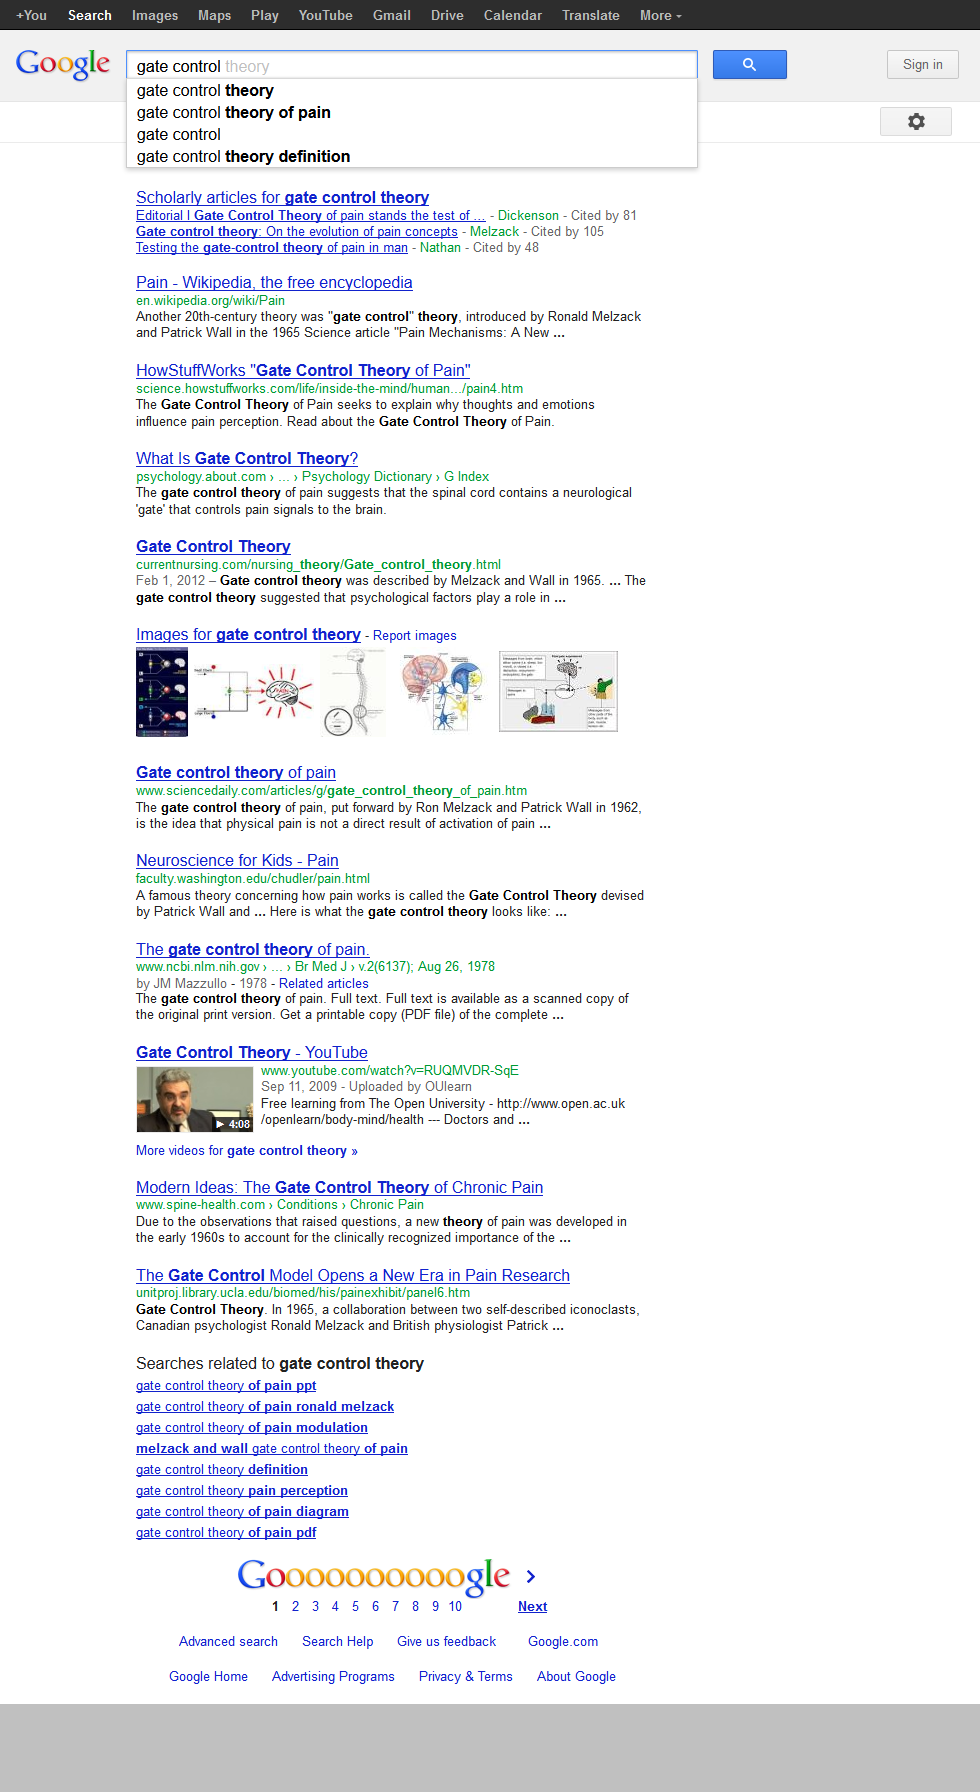 +You Search Images Maps Play YouTube Gmail Drive Calendar Translate More
Google
gate control theory
Sign in
gate control theory
gate control theory of pain
gate control
gate control theory definition
Scholarly articles for gate control theory
Editorial I Gate Control Theory of pain stands the test of ... - Dickenson - Cited by 81
Gate control theory: On the evolution of pain concepts - Melzack - Cited by 105
Testing the gate-control theory of pain in man - Nathan - Cited by 48
Pain - Wikipedia, the free encyclopedia
en.wikipedia.org/wiki/Pain
Another 20th-century theory was "gate control" theory, introduced by Ronald Melzack
and Patrick Wall in the 1965 Science article "Pain Mechanisms: A New ...
HowStuffWorks "Gate Control Theory of Pain"
science.howstuffworks.com/life/inside-the-mind/human.../pain4.htm
The Gate Control Theory of Pain seeks to explain why thoughts and emotions
influence pain perception. Read about the Gate Control Theory of Pain.
What Is Gate Control Theory?
psychology.about.com › ... › Psychology Dictionary › G Index
The gate control theory of pain suggests that the spinal cord contains a neurological
'gate' that controls pain signals to the brain.
Gate Control Theory
currentnursing.com/nursing_theory/Gate_control_theory.html
Feb 1, 2012 – Gate control theory was described by Melzack and Wall in 1965. ... The
gate control theory suggested that psychological factors play a role in ...
Images for gate control theory - Report images
Gate control theory of pain
www.sciencedaily.com/articles/g/gate_control_theory_of_pain.htm
The gate control theory of pain, put forward by Ron Melzack and Patrick Wall in 1962,
is the idea that physical pain is not a direct result of activation of pain ...
Neuroscience for Kids - Pain
faculty.washington.edu/chudler/pain.html
A famous theory concerning how pain works is called the Gate Control Theory devised
by Patrick Wall and ... Here is what the gate control theory looks like: ...
The gate control theory of pain.
www.ncbi.nlm.nih.gov › ... › Br Med J › v.2(6137); Aug 26, 1978
by JM Mazzullo - 1978 - Related articles
The gate control theory of pain. Full text. Full text is available as a scanned copy of
the original print version. Get a printable copy (PDF file) of the complete ...
Gate Control Theory - YouTube
www.youtube.com/watch?v=RUQMVDR-SqE
Sep 11, 2009 - Uploaded by OUlearn
Free learning from The Open University - http://www.open.ac.uk
/openlearn/body-mind/health --- Doctors and ...
4:08
More videos for gate control theory »
Modern Ideas: The Gate Control Theory of Chronic Pain
www.spine-health.com › Conditions › Chronic Pain
Due to the observations that raised questions, a new theory of pain was developed in
the early 1960s to account for the clinically recognized importance of the ...
The Gate Control Model Opens a New Era in Pain Research
unitproj.library.ucla.edu/biomed/his/painexhibit/panel6.htm
Gate Control Theory. In 1965, a collaboration between two self-described iconoclasts,
Canadian psychologist Ronald Melzack and British physiologist Patrick ...
Searches related to gate control theory
gate control theory of pain ppt
gate control theory of pain ronald melzack
gate control theory of pain modulation
melzack and wall gate control theory of pain
gate control theory definition
gate control theory pain perception
gate control theory of pain diagram
gate control theory of pain pdf
Goooooooooogle
1 2 3 4 5 6 7 8 9 10 Next
Advanced search Search Help Give us feedback Google.com
Google Home Advertising Programs Privacy & Terms About Google